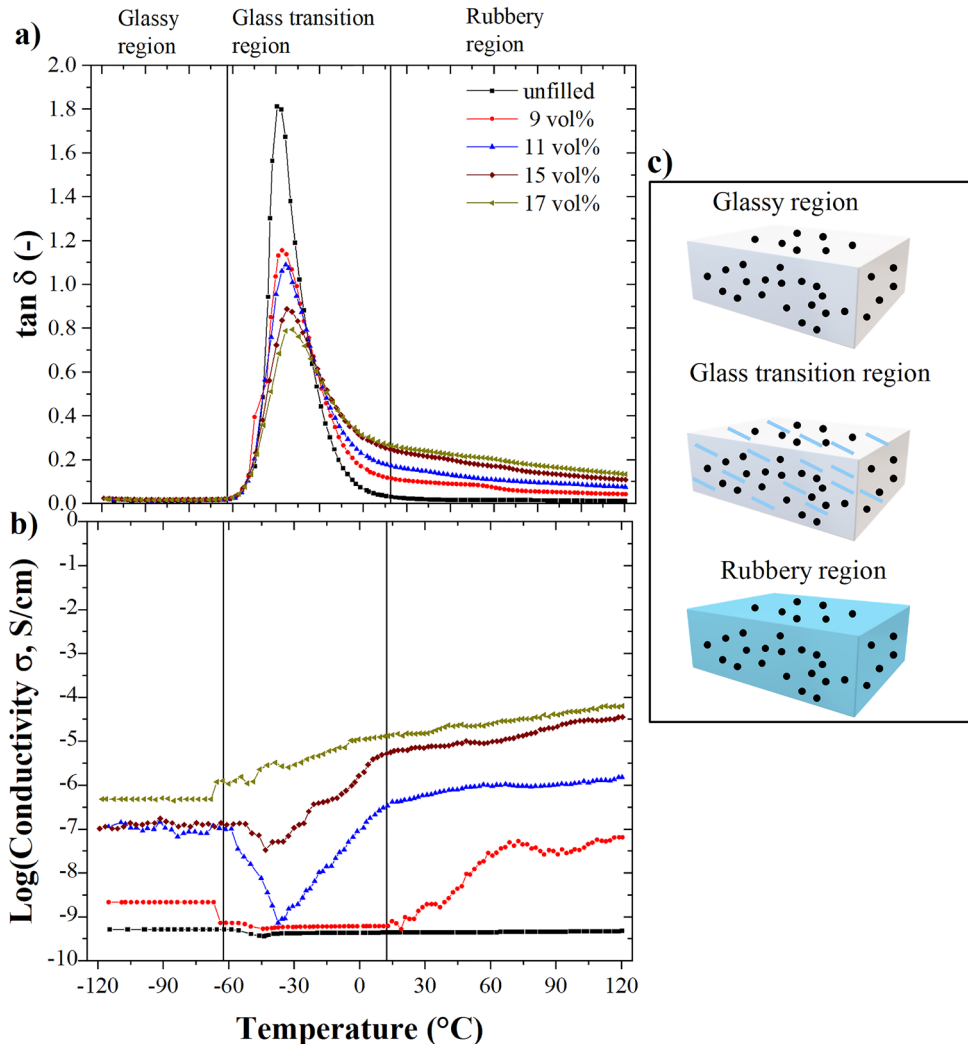 Glassy region
Glass transition region
Rubbery region
a)
tan δ (-)
2.0
1.8
1.6
1.4
1.2
1.0
0.8
0.6
0.4
0.2
0.0
unfilled
9 vol%
11 vol%
15 vol%
17 vol%
b)
Log(Conductivity σ, S/cm)
0
-1
-2
-3
-4
-5
-6
-7
-8
-9
-10
-120 -90 -60 -30 0 30 60 90 120
Temperature (°C)
c)
Glassy region
Glass transition region
Rubbery region